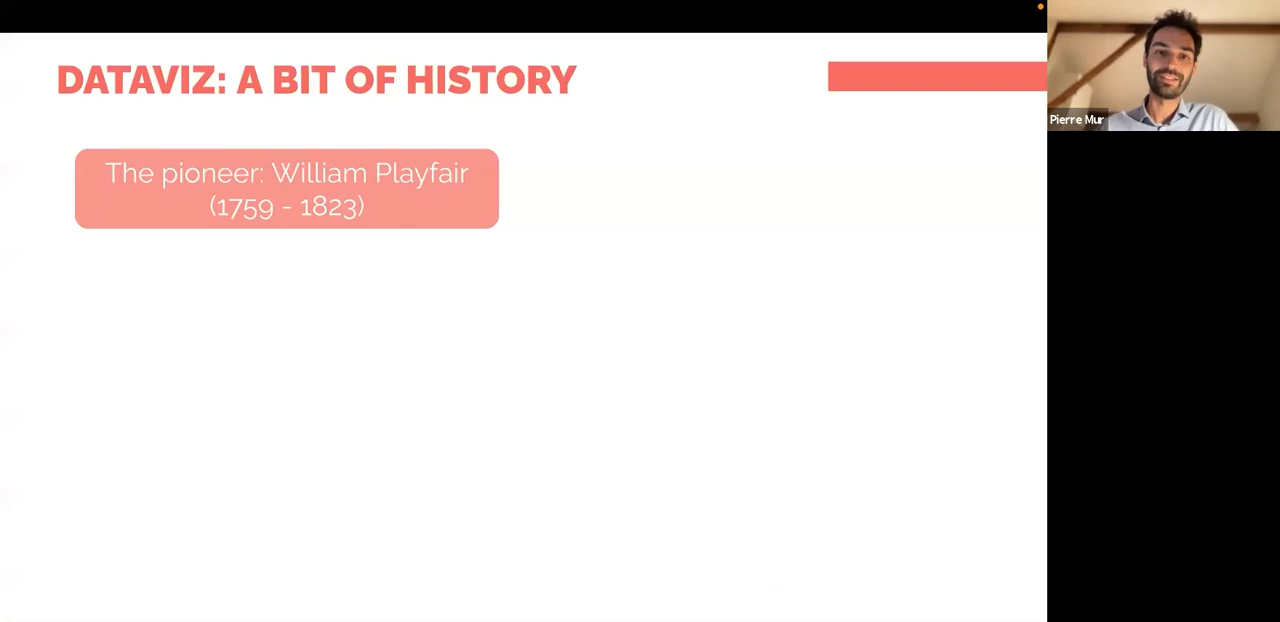 DATAVIZ: A BIT OF HISTORY
The pioneer: William Playfair
(1759 - 1823)
Pierre Mur